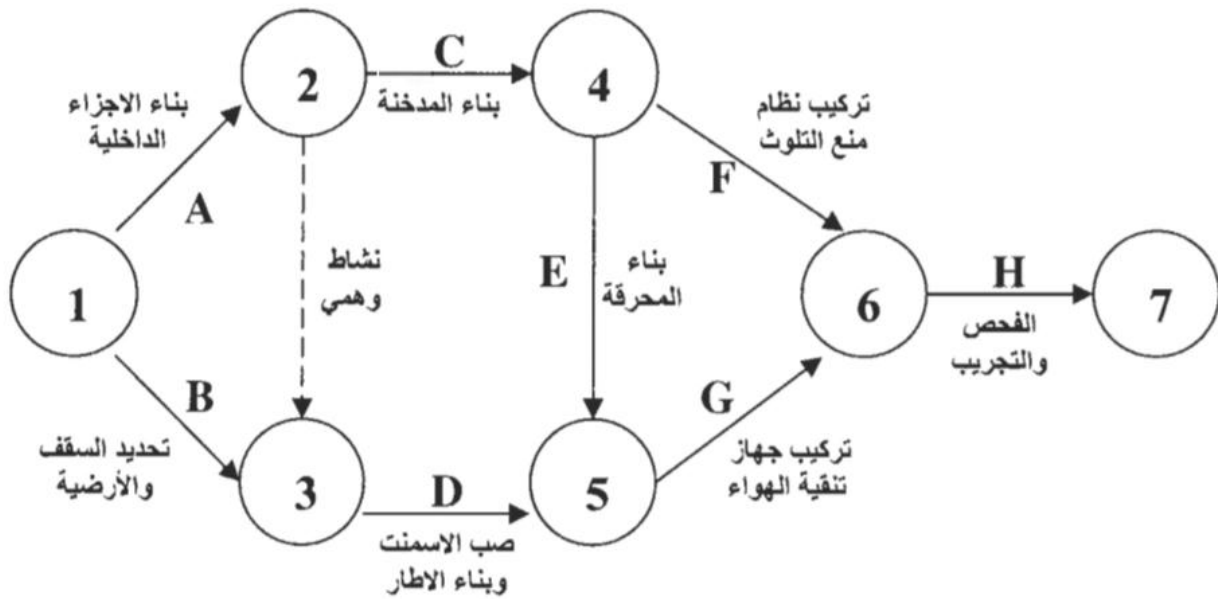 C
2
4
بناء المدخنة
بناء الاجزاء
الداخلية
تركيب نظام
منع التلوث
F
A
نشاط
وهمي
E
بناء
المحرقة
1
6
H
7
الفحص
والتجريب
B
G
تحديد السقف
والأرضية
3
D
5
تركيب جهاز
تنقية الهواء
صب الاسمنت
وبناء الاطار